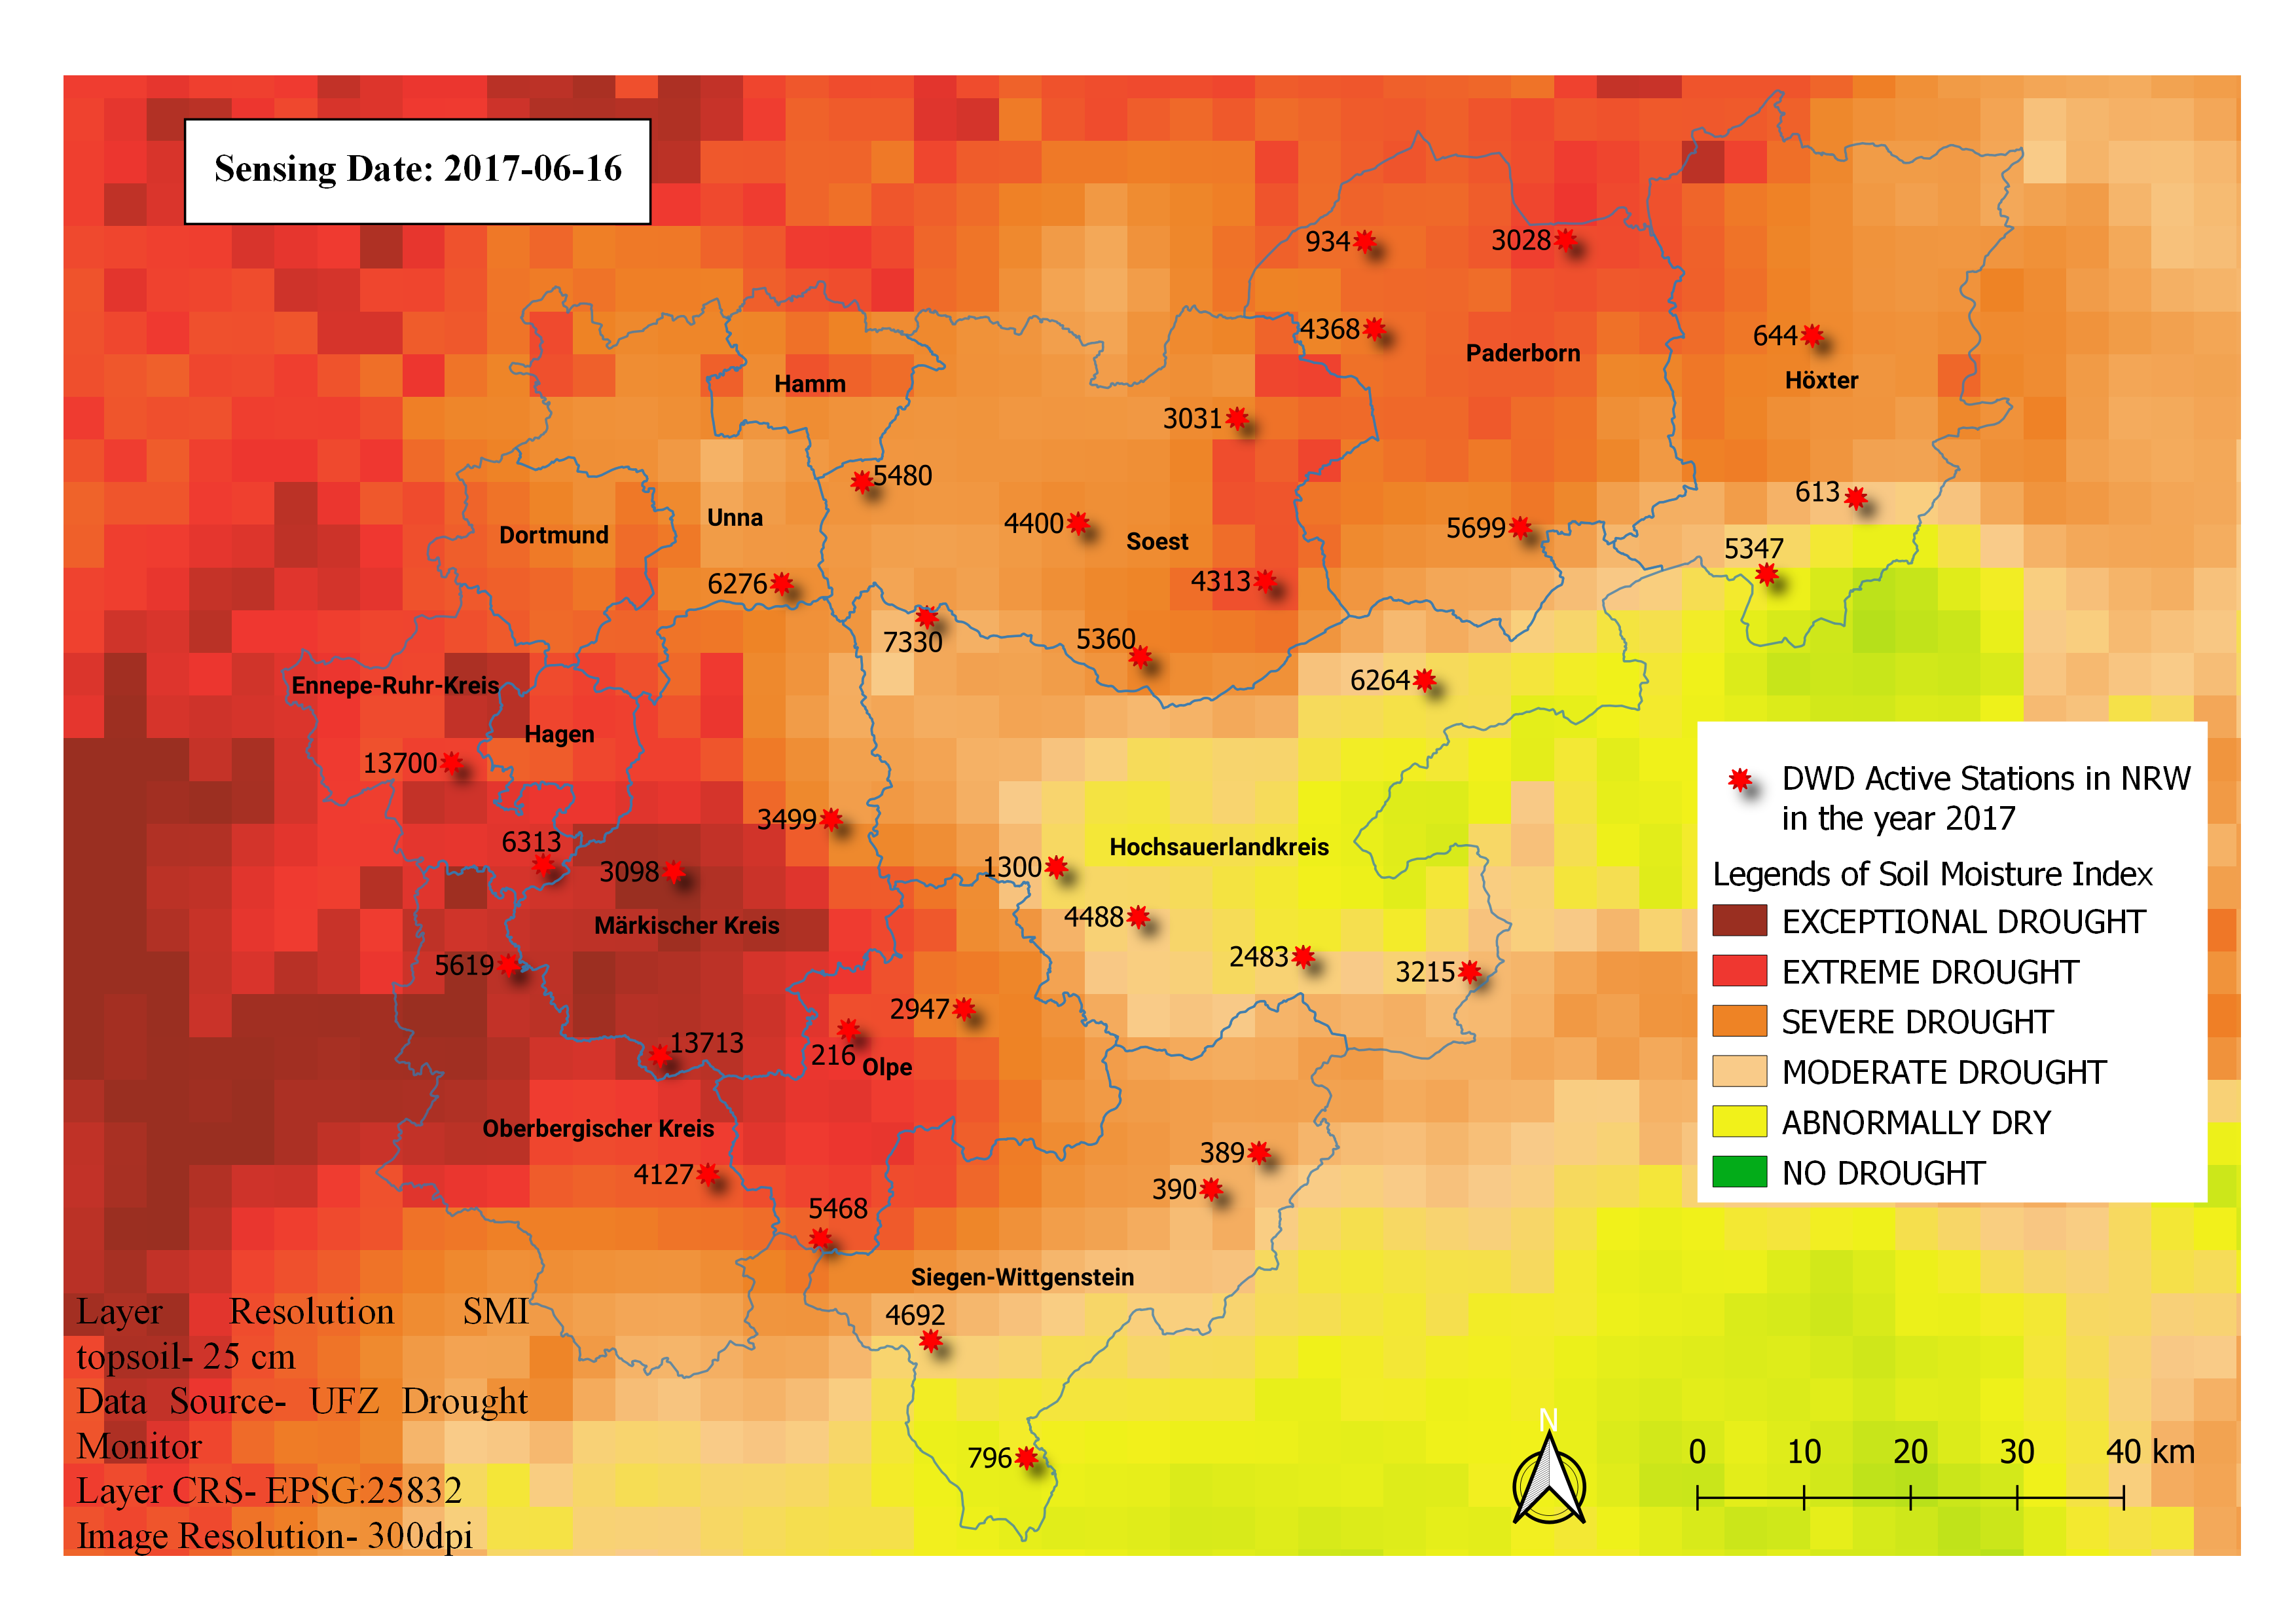 Sensing Date: 2017-06-16
934
3028
4368
644
Paderborn
Höxter
Hamm
3031
5480
613
Unna
4400
5699
Dortmund
Soest
5347
6276
4313
7330
5360
6264
Ennepe-Ruhr-Kreis
Hagen
13700
3499
6313
Hochsauerlandkreis
3098
1300
4488
Märkischer Kreis
2483
5619
3215
2947
13713
216
Olpe
Oberbergischer Kreis
389
4127
390
5468
Siegen-Wittgenstein
4692
796
DWD Active Stations in NRW
in the year 2017
Legends of Soil Moisture Index
EXCEPTIONAL DROUGHT
EXTREME DROUGHT
SEVERE DROUGHT
MODERATE DROUGHT
ABNORMALLY DRY
NO DROUGHT
Layer Resolution SMI
topsoil- 25 cm
Data Source- UFZ Drought
Monitor
Layer CRS- EPSG:25832
Image Resolution- 300dpi
N
0 10 20 30 40 km